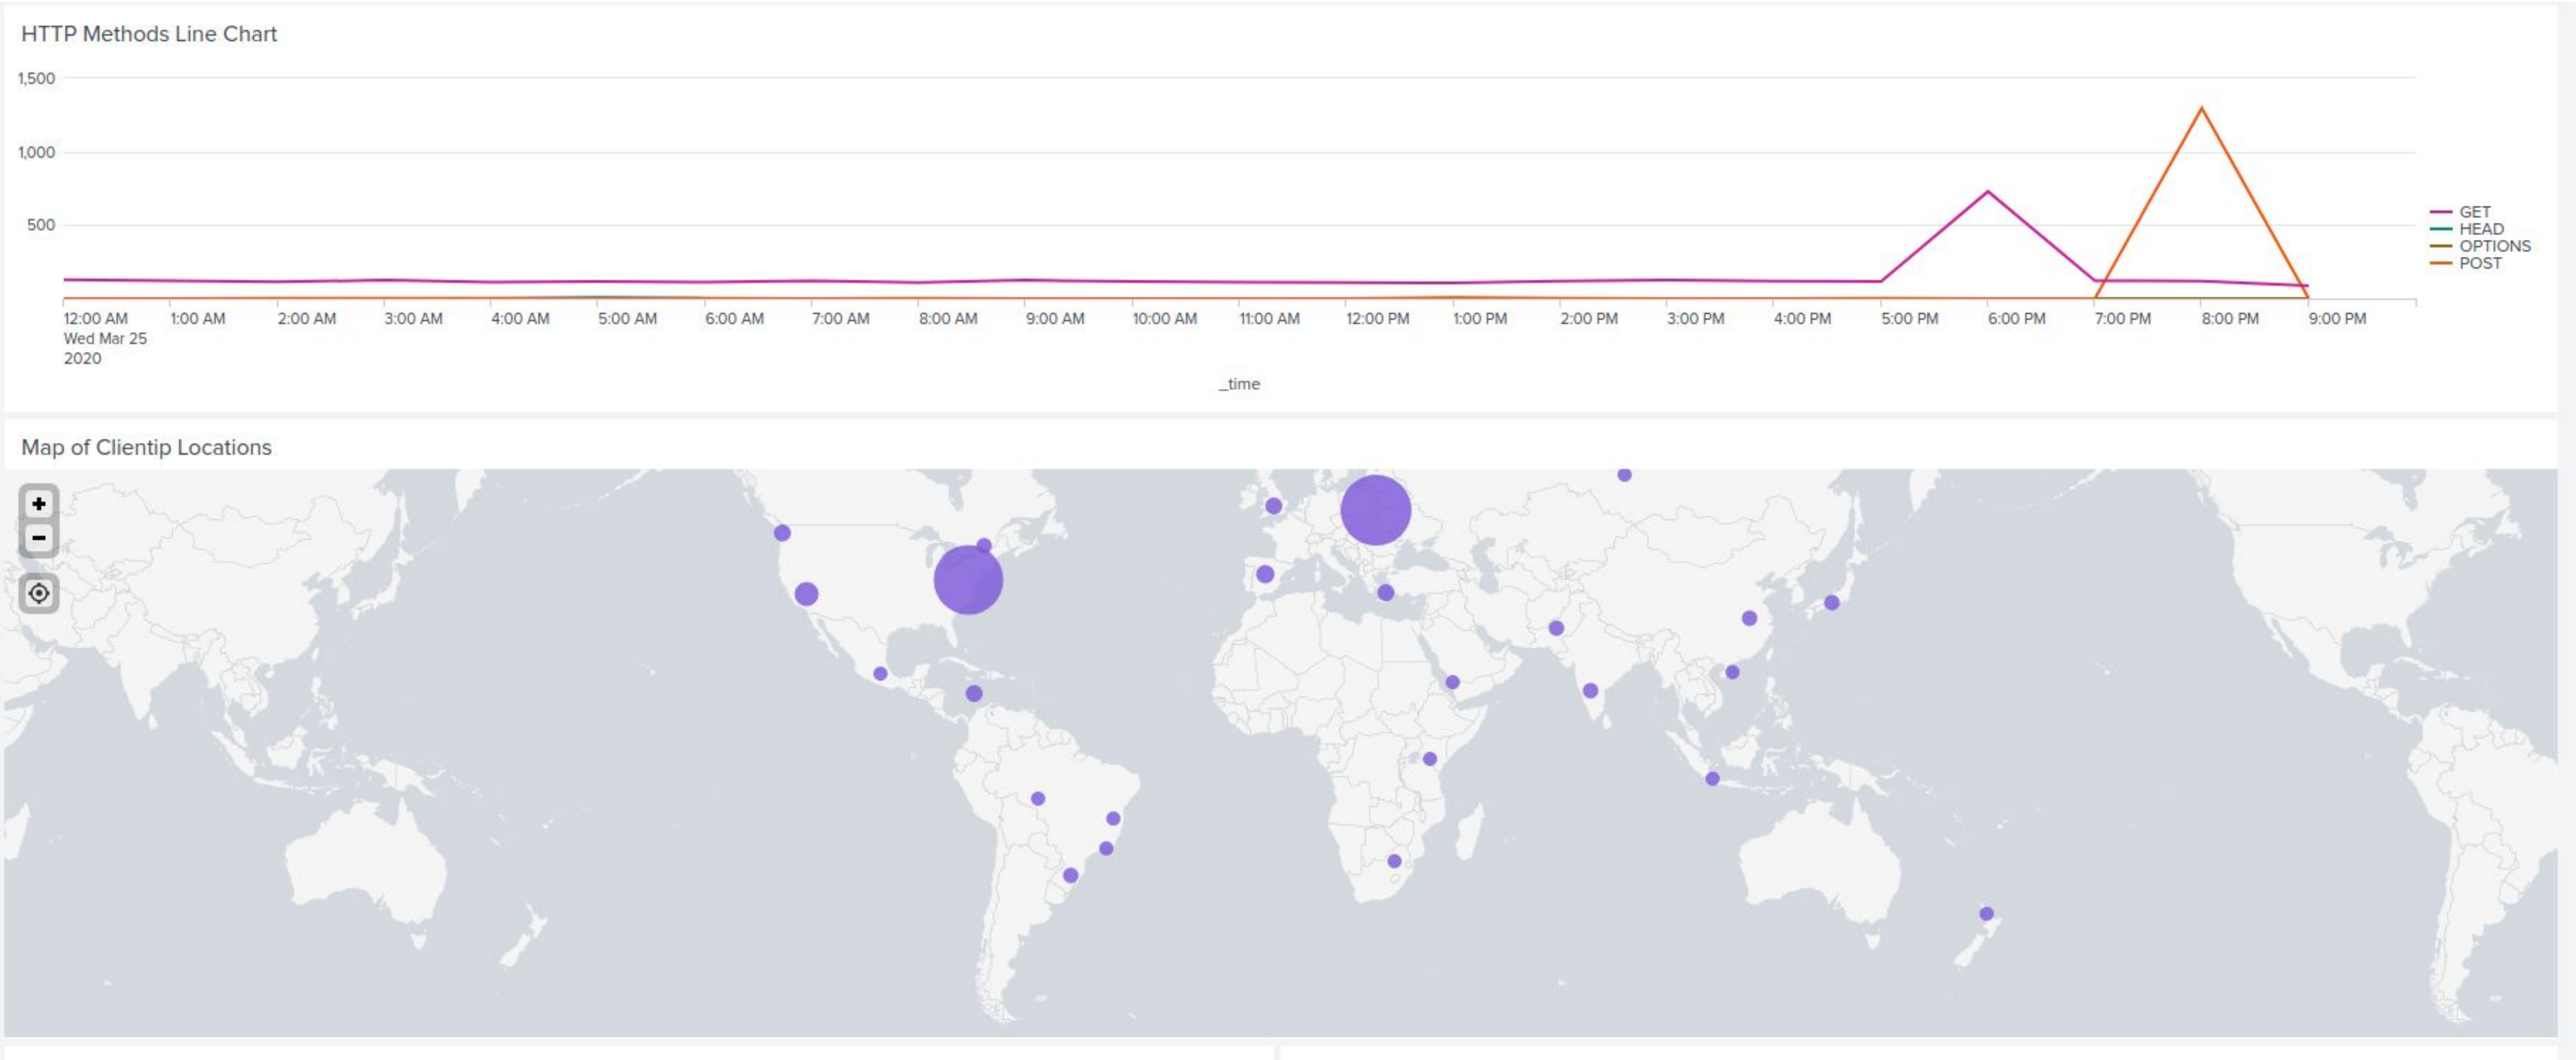 HTTP Methods Line Chart
1,500
1,000
500
GET
HEAD
OPTIONS
POST
12:00 AM 1:00 AM 2:00 AM 3:00 AM 4:00 AM 5:00 AM 6:00 AM 7:00 AM 8:00 AM 9:00 AM 10:00 AM 11:00 AM 12:00 PM 1:00 PM 2:00 PM 3:00 PM 4:00 PM 5:00 PM 6:00 PM 7:00 PM 8:00 PM 9:00 PM
Wed Mar 25
2020
_time
Map of Clientip Locations